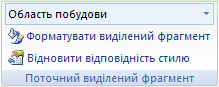 Область побудови
Форматувати виділений фрагмент
Відновити відповідність стилю
Поточний виділений фрагмент